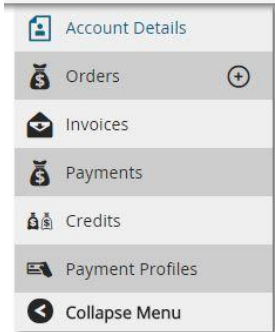 Account Details
Orders
Invoices
Payments
Credits
Payment Profiles
Collapse Menu